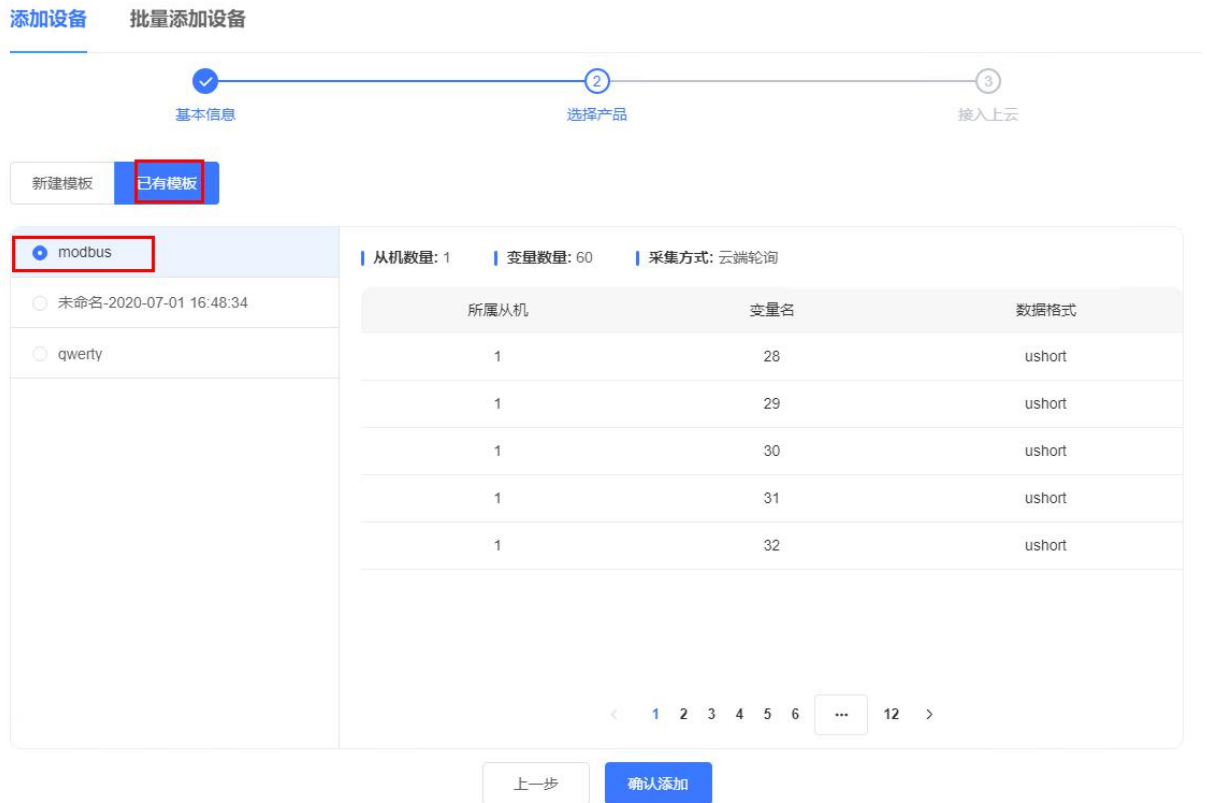 添加设备 批量添加设备
2 3
基本信息 选择产品 接入上云
新建模板 已有模板
modbus
未命名-2020-07-01 16:48:34
qwerty
从机数量: 1 变量数量: 60 采集方式: 云端轮询
所属从机 变量名 数据格式
1 28 ushort
1 29 ushort
1 30 ushort
1 31 ushort
1 32 ushort
< 1 2 3 4 5 6 ... 12 >
上一步 确认添加